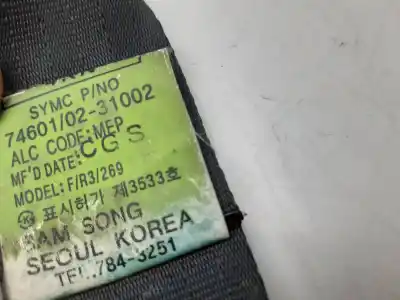 SYMC P/NO
74601/02-31002
ALC CODE: MEP
MF'D DATE: CGS
MODEL: F/R3/269
표시허가 제3533호
SAM SONG
SEOUL KOREA
TEL.:784-3251